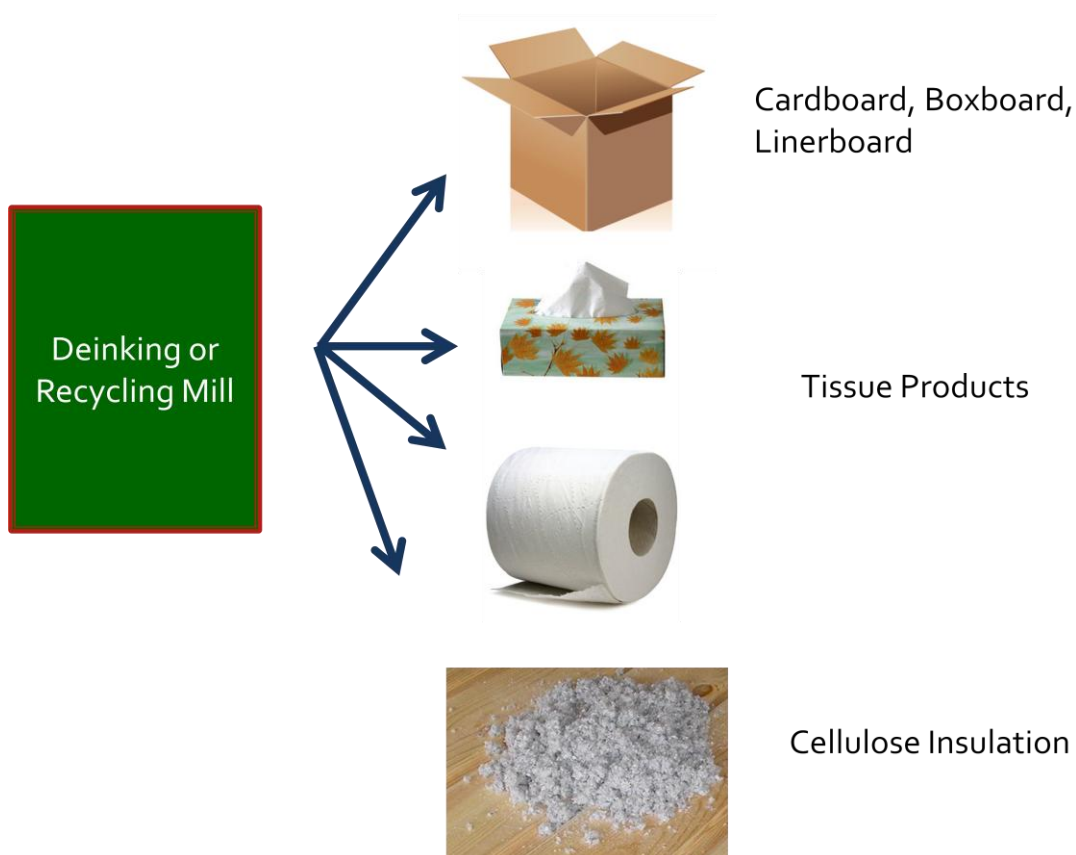 Cardboard, Boxboard,
Linerboard
Deinking or
Recycling Mill
Tissue Products
Cellulose Insulation